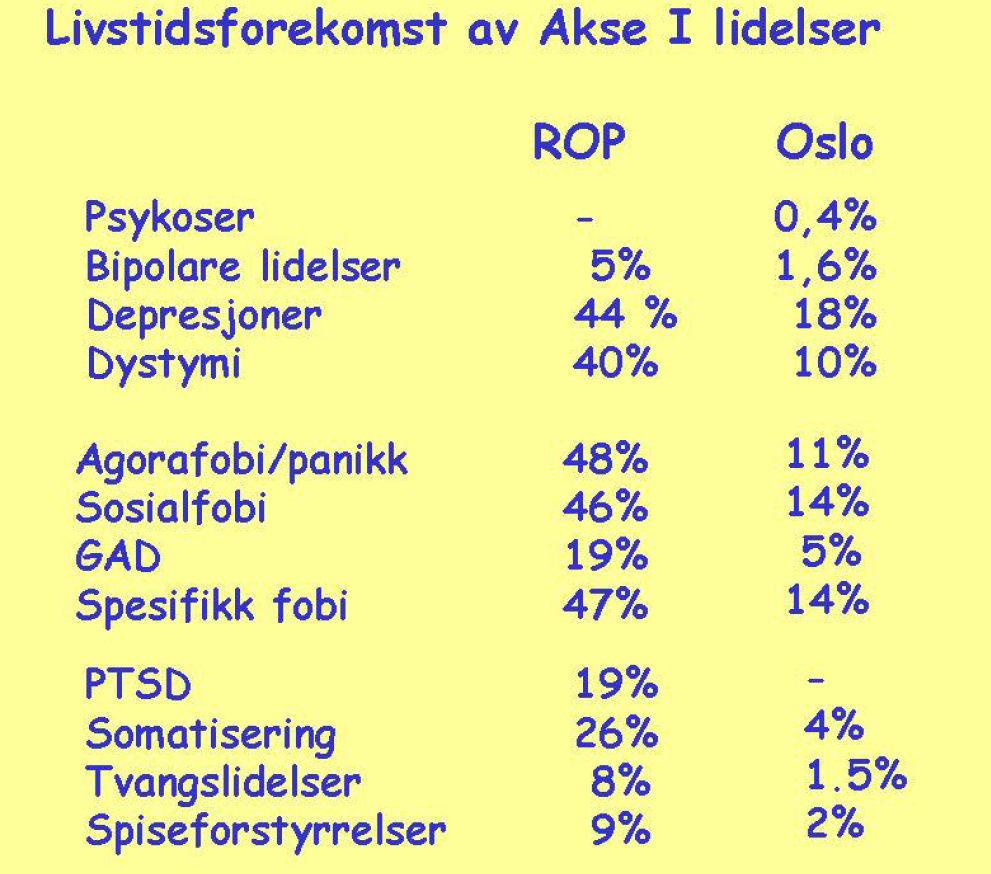 Livstidsforekomst av Akse I lidelser
ROP Oslo
Psykoser - 0,4%
Bipolare lidelser 5% 1,6%
Depresjoner 44 % 18%
Dystymi 40% 10%
Agorafobi/panikk 48% 11%
Sosialfobi 46% 14%
GAD 19% 5%
Spesifikk fobi 47% 14%
PTSD 19% -
Somatisering 26% 4%
Tvangslidelser 8% 1.5%
Spiseforstyrrelser 9% 2%